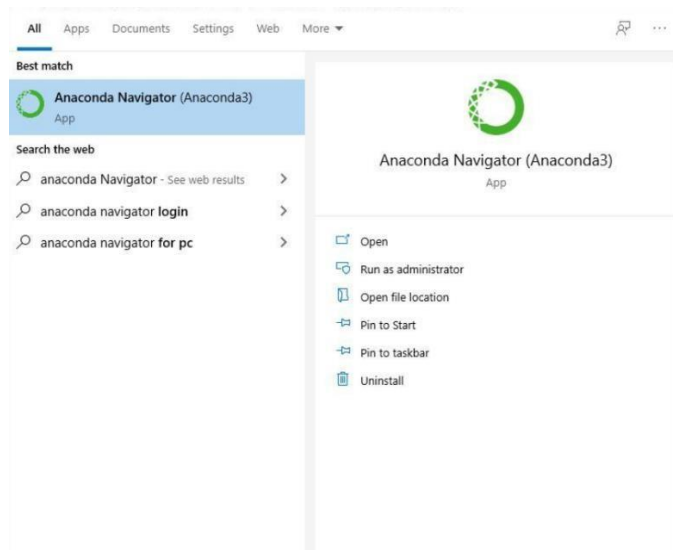 All Apps Documents Settings Web More
Best match
Anaconda Navigator (Anaconda3)
App
Search the web
anaconda Navigator - See web results
anaconda navigator login
anaconda navigator for pc
Anaconda Navigator (Anaconda3)
App
Open
Run as administrator
Open file location
Pin to Start
Pin to taskbar
Uninstall